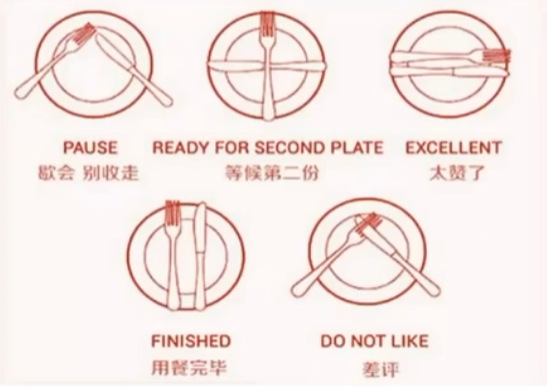 PAUSE
歇会 别收走
READY FOR SECOND PLATE
等候第二份
EXCELLENT
太赞了
FINISHED
用餐完毕
DO NOT LIKE
差评